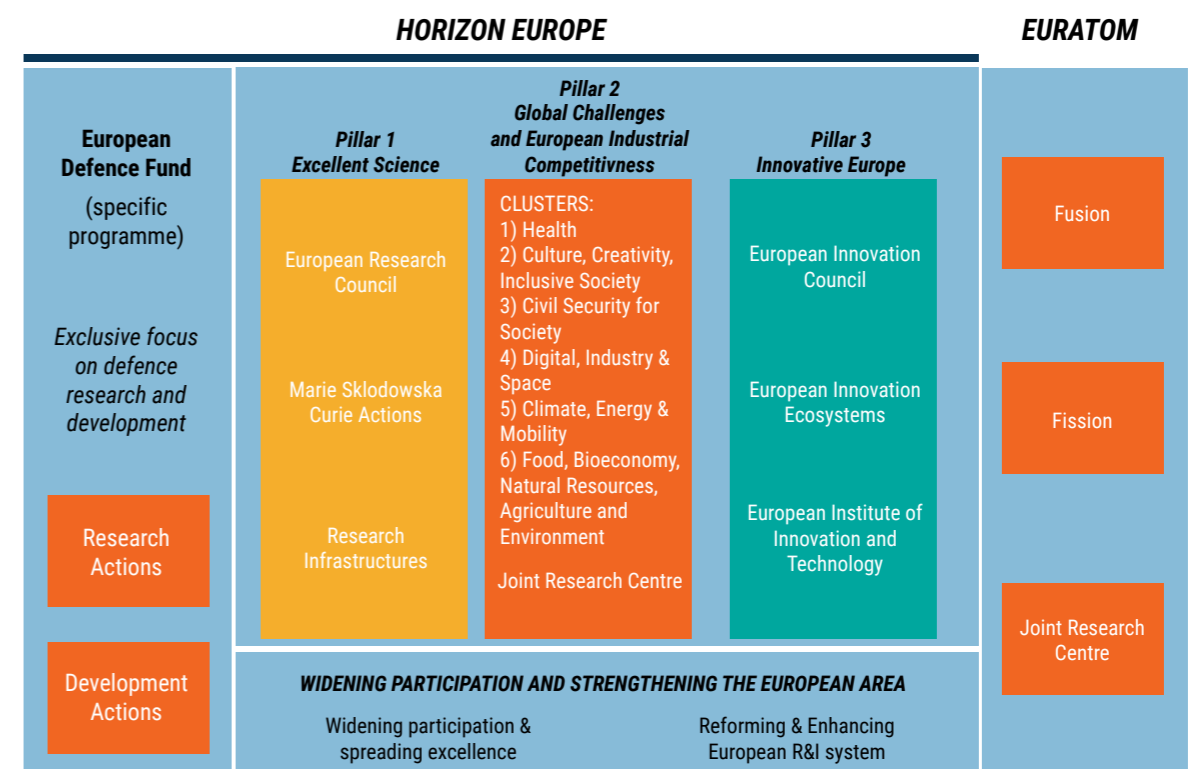 HORIZON EUROPE
EURATOM
European
Defence Fund
(specific
programme)
Exclusive focus
on defence
research and
development
Research
Actions
Development
Actions
Pillar 1
Excellent Science
European Research
Council
Marie Sklodowska
Curie Actions
Research
Infrastructures
Pillar 2
Global Challenges
and European Industrial
Competitivness
CLUSTERS:
1) Health
2) Culture, Creativity,
Inclusive Society
3) Civil Security for
Society
4) Digital, Industry &
Space
5) Climate, Energy &
Mobility
6) Food, Bioeconomy,
Natural Resources,
Agriculture and
Environment
Joint Research Centre
Pillar 3
Innovative Europe
European Innovation
Council
European Innovation
Ecosystems
European Institute of
Innovation and
Technology
WIDENING PARTICIPATION AND STRENGTHENING THE EUROPEAN AREA
Widening participation &
spreading excellence
Reforming & Enhancing
European R&I system
Fusion
Fission
Joint Research
Centre